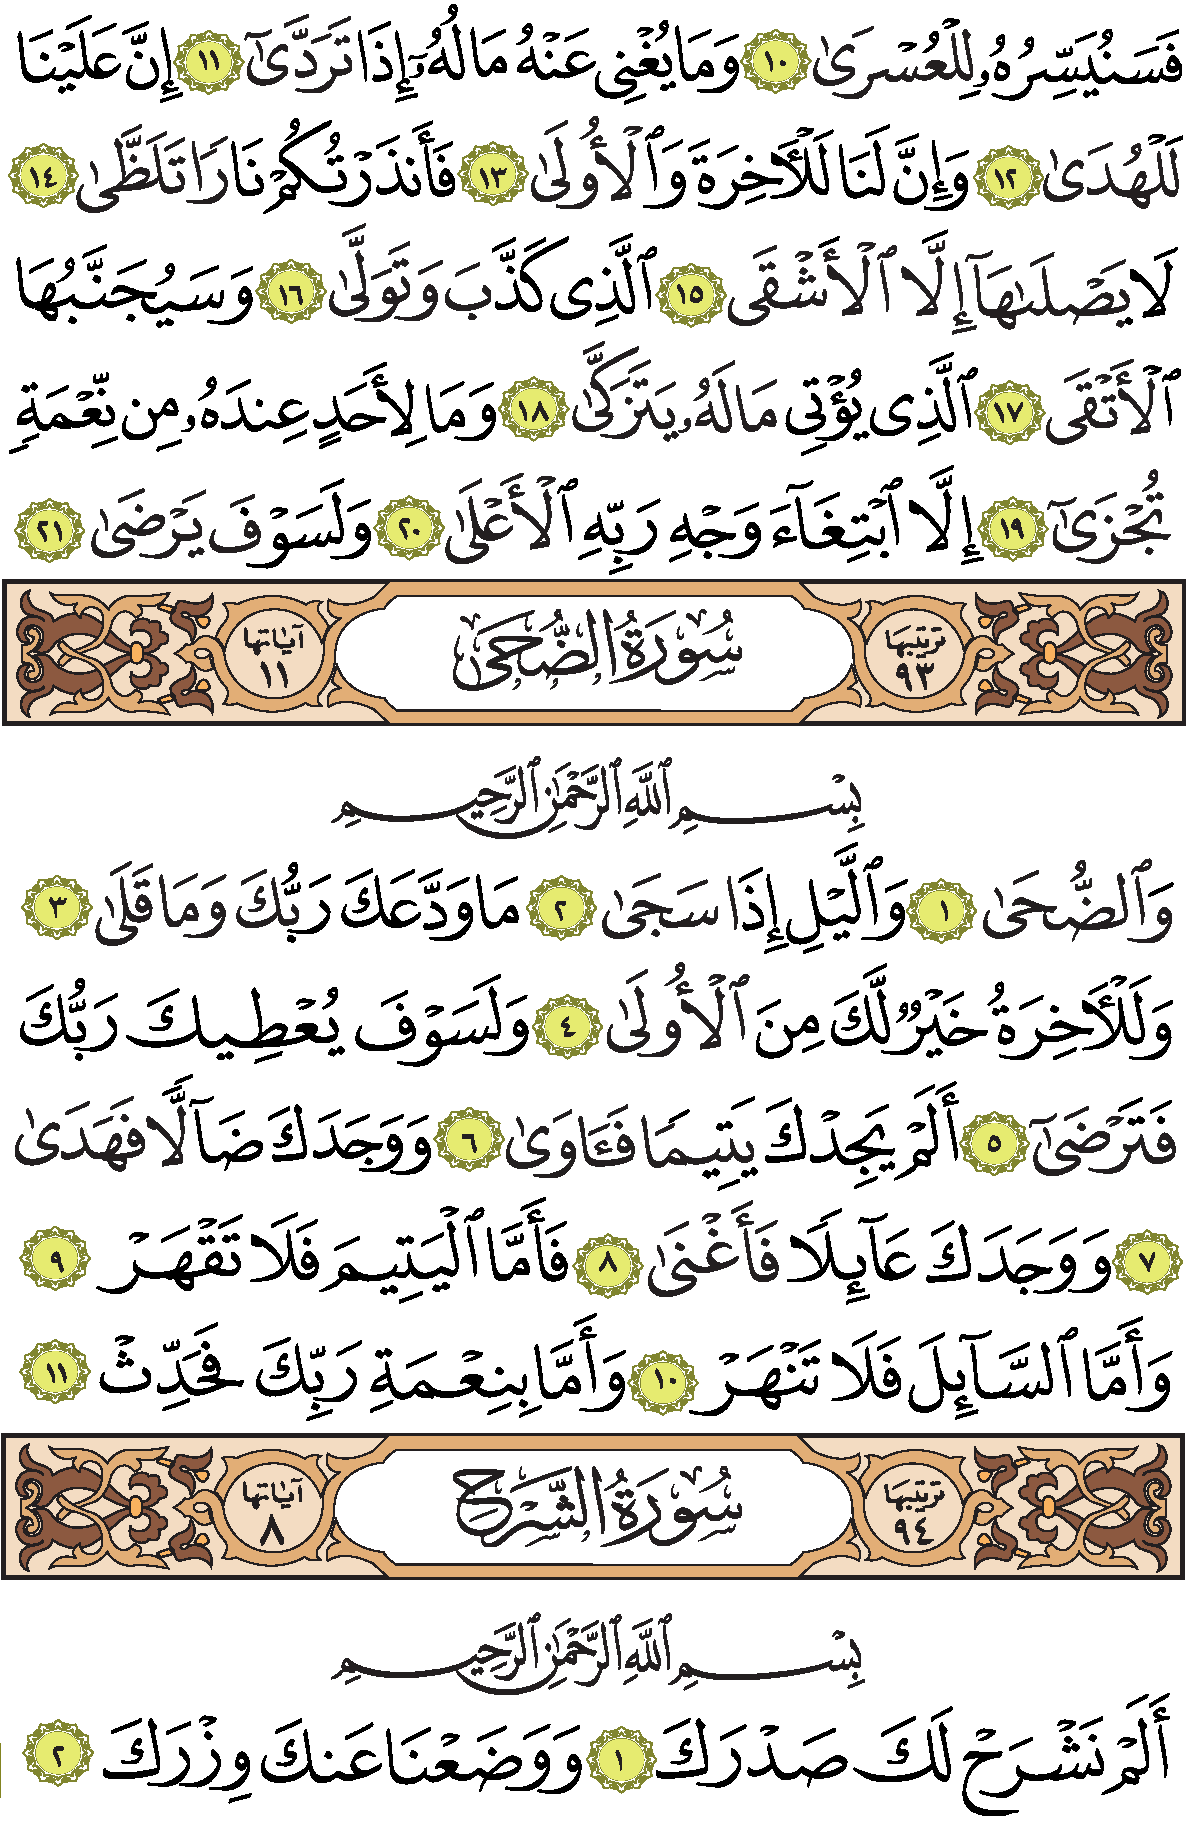 فَسَنُيَسِّرُهُۥ لِلْعُسْرَىٰ ١٠ وَمَا يُغْنِى عَنْهُ مَالُهُۥٓ إِذَا تَرَدَّىٰٓ ١١ إِنَّ عَلَيْنَا
لَلْهُدَىٰ ١٢ وَإِنَّ لَنَا لَلْأَخِرَةَ وَٱلْأُولَىٰ ١٣ فَأَنذَرْتُكُمْ نَارًا تَلَظَّىٰ ١٤
لَا يَصْلَىٰهَآ إِلَّا ٱلْأَشْقَى ١٥ ٱلَّذِى كَذَّبَ وَتَوَلَّىٰ ١٦ وَسَيُجَنَّبُهَا
ٱلْأَتْقَى ١٧ ٱلَّذِى يُؤْتِى مَالَهُۥ يَتَزَكَّىٰ ١٨ وَمَا لِأَحَدٍ عِندَهُۥ مِن نِّعْمَةٍ
تُجْزَىٰٓ ١٩ إِلَّا ٱبْتِغَآءَ وَجْهِ رَبِّهِ ٱلْأَعْلَىٰ ٢٠ وَلَسَوْفَ يَرْضَىٰ ٢١
ترتيبها ٩٣ سُورَةُ الضُّحَىٰ آياتها ١١
بِسْمِ ٱللَّهِ ٱلرَّحْمَٰنِ ٱلرَّحِيمِ
وَٱلضُّحَىٰ ١ وَٱلَّيْلِ إِذَا سَجَىٰ ٢ مَا وَدَّعَكَ رَبُّكَ وَمَا قَلَىٰ ٣
وَلَلْأَخِرَةُ خَيْرٌ لَّكَ مِنَ ٱلْأُولَىٰ ٤ وَلَسَوْفَ يُعْطِيكَ رَبُّكَ
فَتَرْضَىٰٓ ٥ أَلَمْ يَجِدْكَ يَتِيمًا فَـَٔاوَىٰ ٦ وَوَجَدَكَ ضَآلًّا فَهَدَىٰ
٧ وَوَجَدَكَ عَآئِلًا فَأَغْنَىٰ ٨ فَأَمَّا ٱلْيَتِيمَ فَلَا تَقْهَرْ ٩
وَأَمَّا ٱلسَّآئِلَ فَلَا تَنْهَرْ ١٠ وَأَمَّا بِنِعْمَةِ رَبِّكَ فَحَدِّثْ ١١
ترتيبها ٩٤ سُورَةُ الشَّرْحِ آياتها ٨
بِسْمِ ٱللَّهِ ٱلرَّحْمَٰنِ ٱلرَّحِيمِ
أَلَمْ نَشْرَحْ لَكَ صَدْرَكَ ١ وَوَضَعْنَا عَنكَ وِزْرَكَ ٢